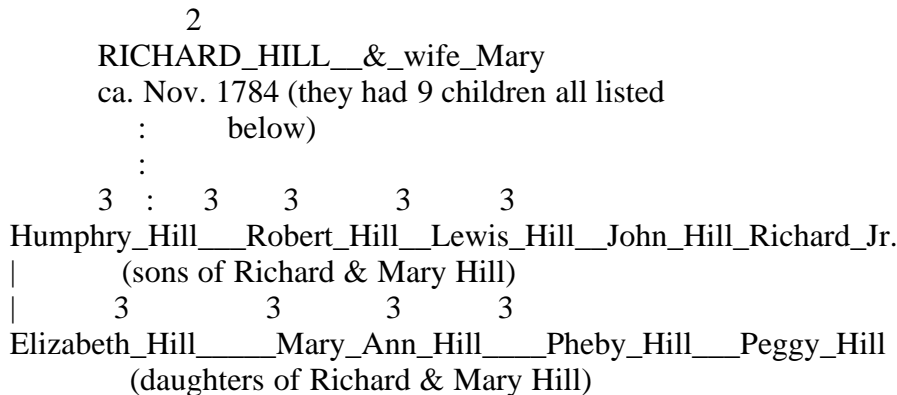 2
RICHARD_HILL__&_wife_Mary
ca. Nov. 1784 (they had 9 children all listed
: below)
:
3 : 3 3 3 3
Humphry_Hill___Robert_Hill__Lewis_Hill__John_Hill_Richard_Jr.
| (sons of Richard & Mary Hill)
| 3 3 3 3
Elizabeth_Hill_____Mary_Ann_Hill____Pheby_Hill___Peggy_Hill
(daughters of Richard & Mary Hill)